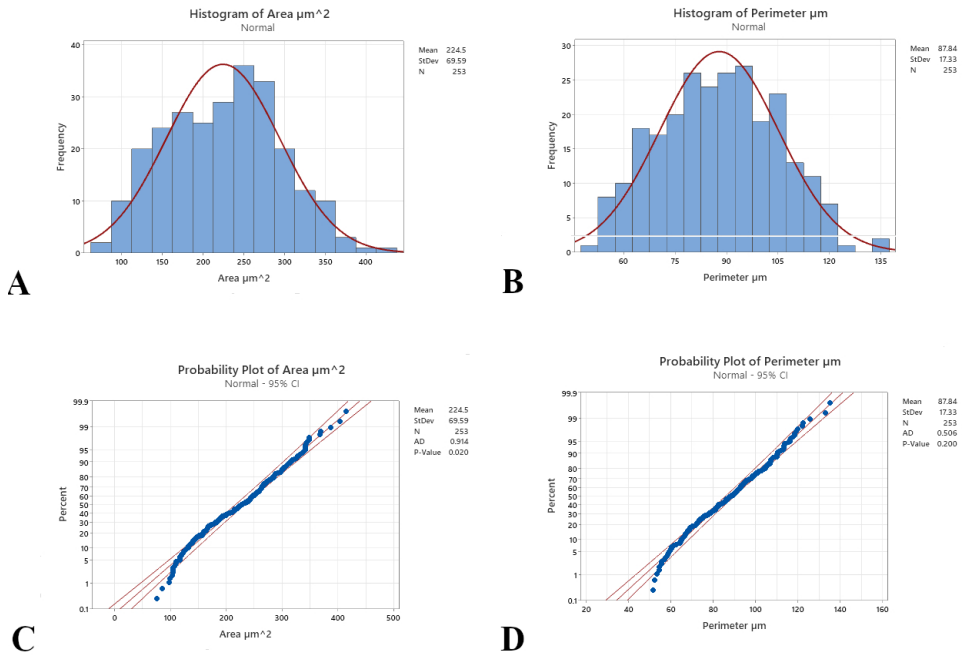 Histogram of Area µm^2
Normal
Mean 224.5
StDev 69.59
N 253
40
30
20
10
0
Frequency
100 150 200 250 300 350 400
Area µm^2
A
Histogram of Perimeter µm
Normal
Mean 87.84
StDev 17.33
N 253
30
25
20
15
10
5
0
Frequency
60 75 90 105 120 135
Perimeter µm
B
Probability Plot of Area µm^2
Normal - 95% CI
Mean 224.5
StDev 69.59
N 253
AD 0.914
P-Value 0.020
99.9
99
95
90
80
70
60
50
40
30
20
10
5
1
0.1
Percent
0 100 200 300 400 500
Area µm^2
C
Probability Plot of Perimeter µm
Normal - 95% CI
Mean 87.84
StDev 17.33
N 253
AD 0.506
P-Value 0.200
99.9
99
95
90
80
70
60
50
40
30
20
10
5
1
0.1
Percent
20 40 60 80 100 120 140 160
Perimeter µm
D